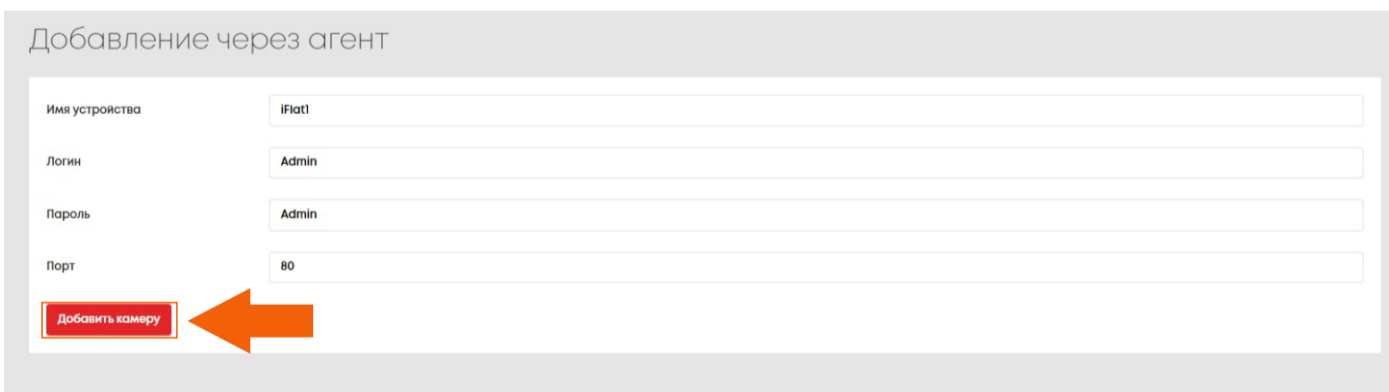 Добавление через агент
Имя устройства iFlat1
Логин Admin
Пароль Admin
Порт 80
Добавить камеру